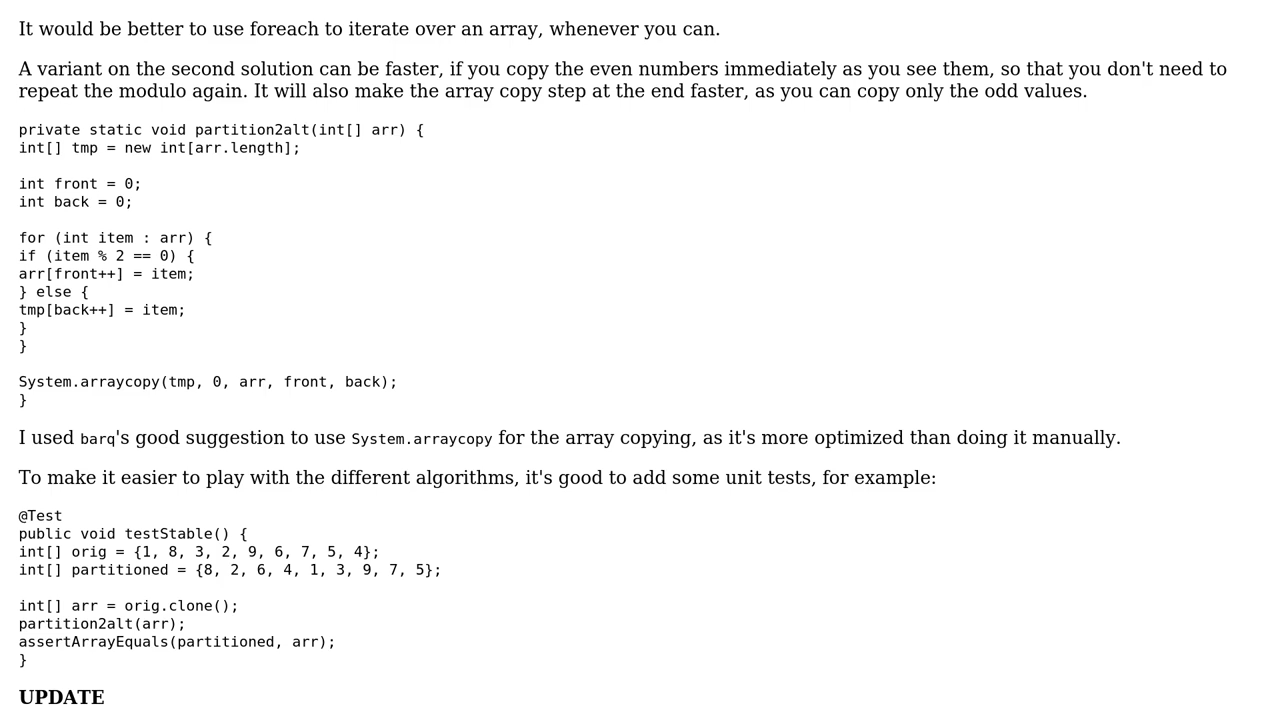 It would be better to use foreach to iterate over an array, whenever you can.
A variant on the second solution can be faster, if you copy the even numbers immediately as you see them, so that you don't need to
repeat the modulo again. It will also make the array copy step at the end faster, as you can copy only the odd values.
private static void partition2alt(int[] arr) {
int[] tmp = new int[arr.length];
int front = 0;
int back = 0;
for (int item : arr) {
if (item % 2 == 0) {
arr[front++] = item;
} else {
tmp[back++] = item;
}
}
System.arraycopy(tmp, 0, arr, front, back);
}
I used barq's good suggestion to use System.arraycopy for the array copying, as it's more optimized than doing it manually.
To make it easier to play with the different algorithms, it's good to add some unit tests, for example:
@Test
public void testStable() {
int[] orig = {1, 8, 3, 2, 9, 6, 7, 5, 4};
int[] partitioned = {8, 2, 6, 4, 1, 3, 9, 7, 5};
int[] arr = orig.clone();
partition2alt(arr);
assertArrayEquals(partitioned, arr);
}
UPDATE